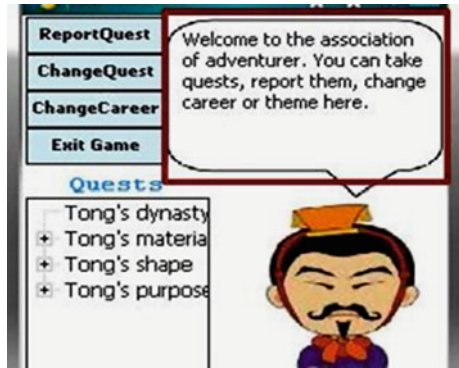 ReportQuest
ChangeQuest
ChangeCareer
Exit Game
Welcome to the association
of adventurer. You can take
quests, report them, change
career or theme here.
Quests
Tong's dynasty
Tong's materia
Tong's shape
Tong's purpose